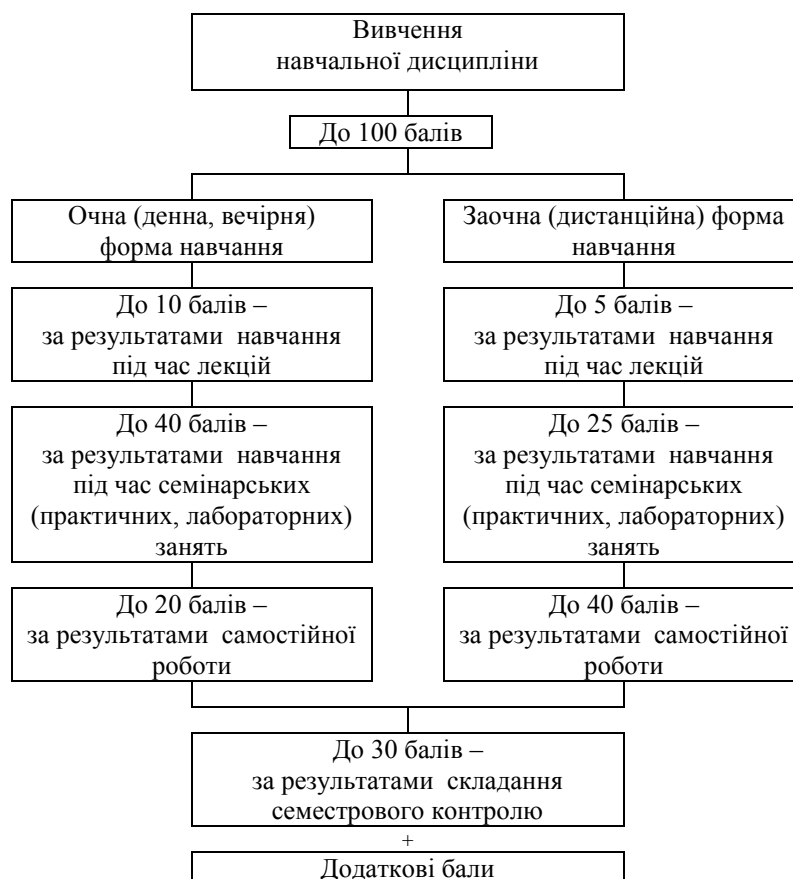 Вивчення
навчальної дисципліни
До 100 балів
Очна (денна, вечірня)
форма навчання
До 10 балів –
за результатами навчання
під час лекцій
До 40 балів –
за результатами навчання
під час семінарських
(практичних, лабораторних)
занять
До 20 балів –
за результатами самостійної
роботи
Заочна (дистанційна) форма
навчання
До 5 балів –
за результатами навчання
під час лекцій
До 25 балів –
за результатами навчання
під час семінарських
(практичних, лабораторних)
занять
До 40 балів –
за результатами самостійної
роботи
До 30 балів –
за результатами складання
семестрового контролю
+
Додаткові бали